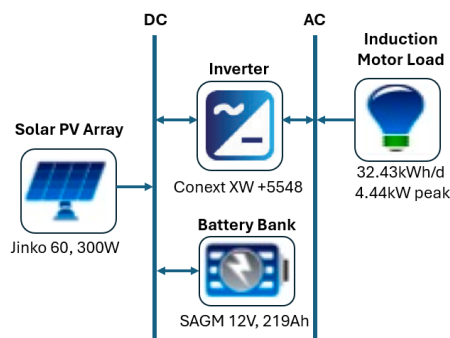 DC
AC
Induction
Motor Load
Inverter
Solar PV Array
32.43kWh/d
4.44kW peak
Conext XW +5548
Jinko 60, 300W
Battery Bank
SAGM 12V, 219Ah